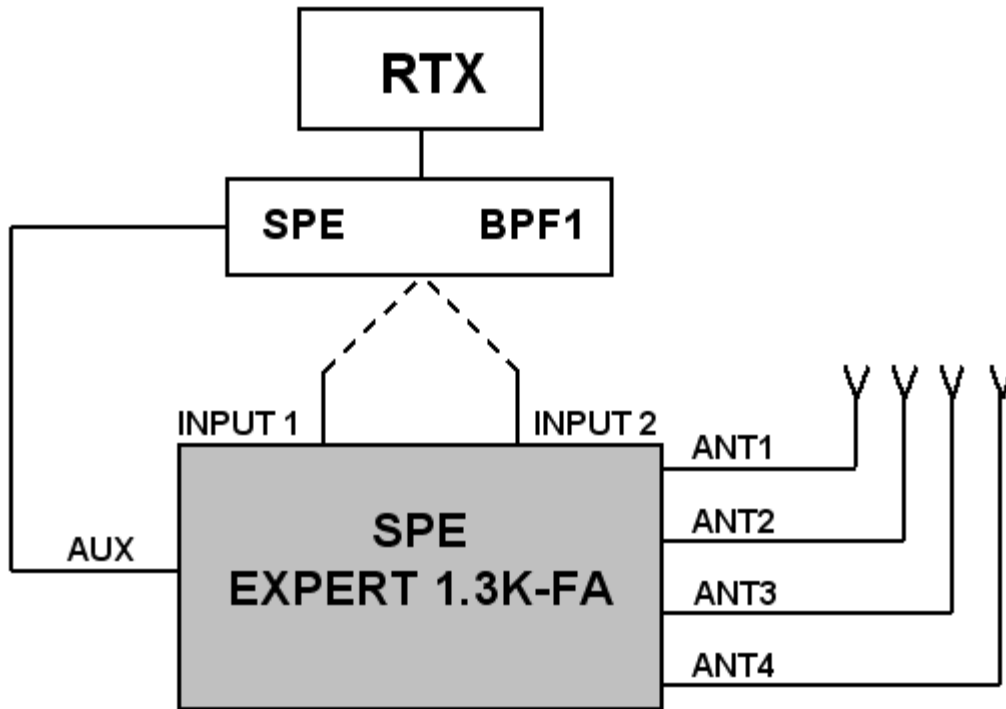 RTX
SPE BPF1
INPUT 1 INPUT 2
ANT1
ANT2
SPE
AUX
EXPERT 1.3K-FA
ANT3
ANT4